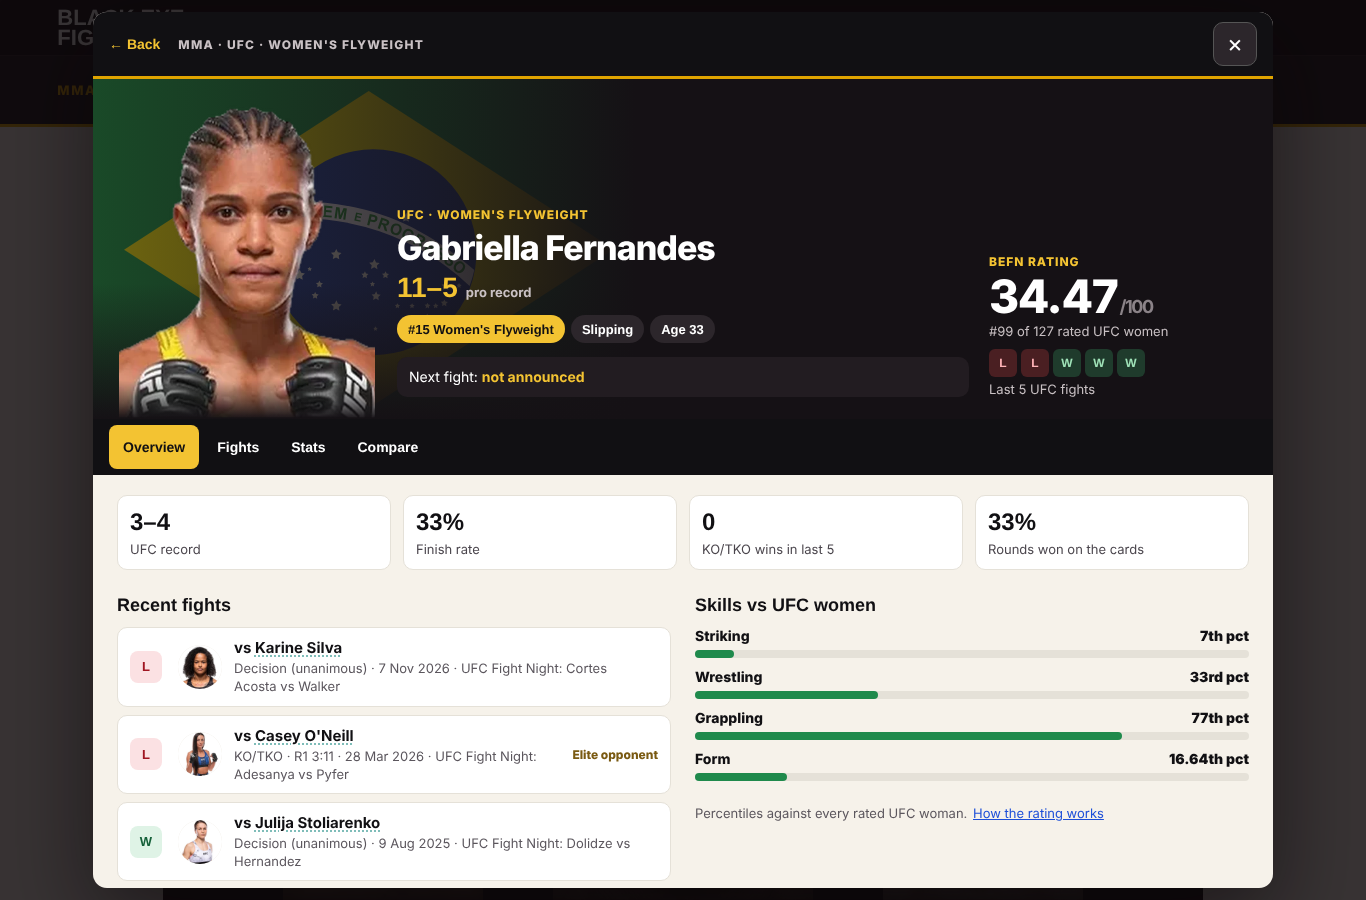 BLACK EYE
FIG
MMA
← Back
MMA · UFC · WOMEN'S FLYWEIGHT
×
UFC · WOMEN'S FLYWEIGHT
Gabriella Fernandes
11–5 pro record
#15 Women's Flyweight Slipping Age 33
Next fight: not announced
BEFN RATING
34.47/100
#99 of 127 rated UFC women
L L W W W
Last 5 UFC fights
Overview Fights Stats Compare
3–4
UFC record
33%
Finish rate
0
KO/TKO wins in last 5
33%
Rounds won on the cards
Recent fights
L
vs Karine Silva
Decision (unanimous) · 7 Nov 2026 · UFC Fight Night: Cortes
Acosta vs Walker
L
vs Casey O'Neill
KO/TKO · R1 3:11 · 28 Mar 2026 · UFC Fight Night:
Adesanya vs Pyfer
Elite opponent
W
vs Julija Stoliarenko
Decision (unanimous) · 9 Aug 2025 · UFC Fight Night: Dolidze vs
Hernandez
Skills vs UFC women
Striking 7th pct
Wrestling 33rd pct
Grappling 77th pct
Form 16.64th pct
Percentiles against every rated UFC woman. How the rating works